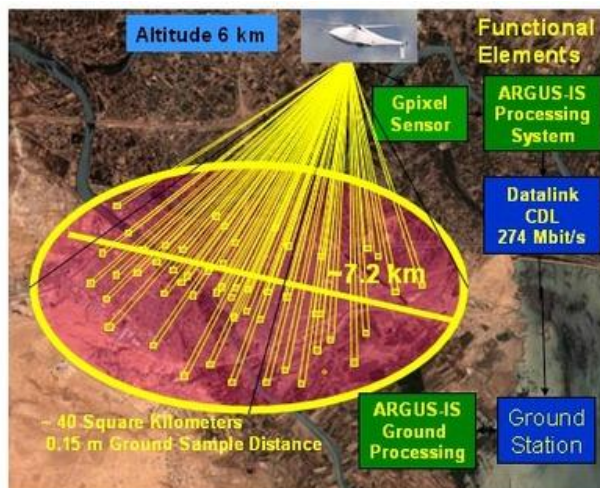 Altitude 6 km
Functional
Elements
Gpixel
Sensor
ARGUS-IS
Processing
System
Datalink
CDL
274 Mbit/s
~7.2 km
~ 40 Square Kilometers
0.15 m Ground Sample Distance
ARGUS-IS
Ground
Processing
Ground
Station